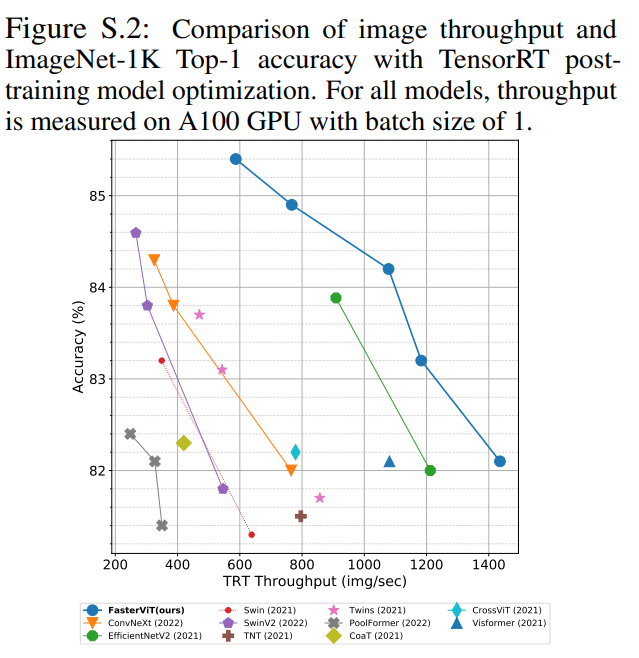 Figure S.2: Comparison of image throughput and
ImageNet-1K Top-1 accuracy with TensorRT post-
training model optimization. For all models, throughput
is measured on A100 GPU with batch size of 1.
85
84
83
82
Accuracy (%)
200 400 600 800 1000 1200 1400
TRT Throughput (img/sec)
FasterViT(ours) Swin (2021) Twins (2021) CrossViT (2021)
ConvNeXt (2022) SwinV2 (2022) PoolFormer (2022) Visformer (2021)
EfficientNetV2 (2021) TNT (2021) CoaT (2021)